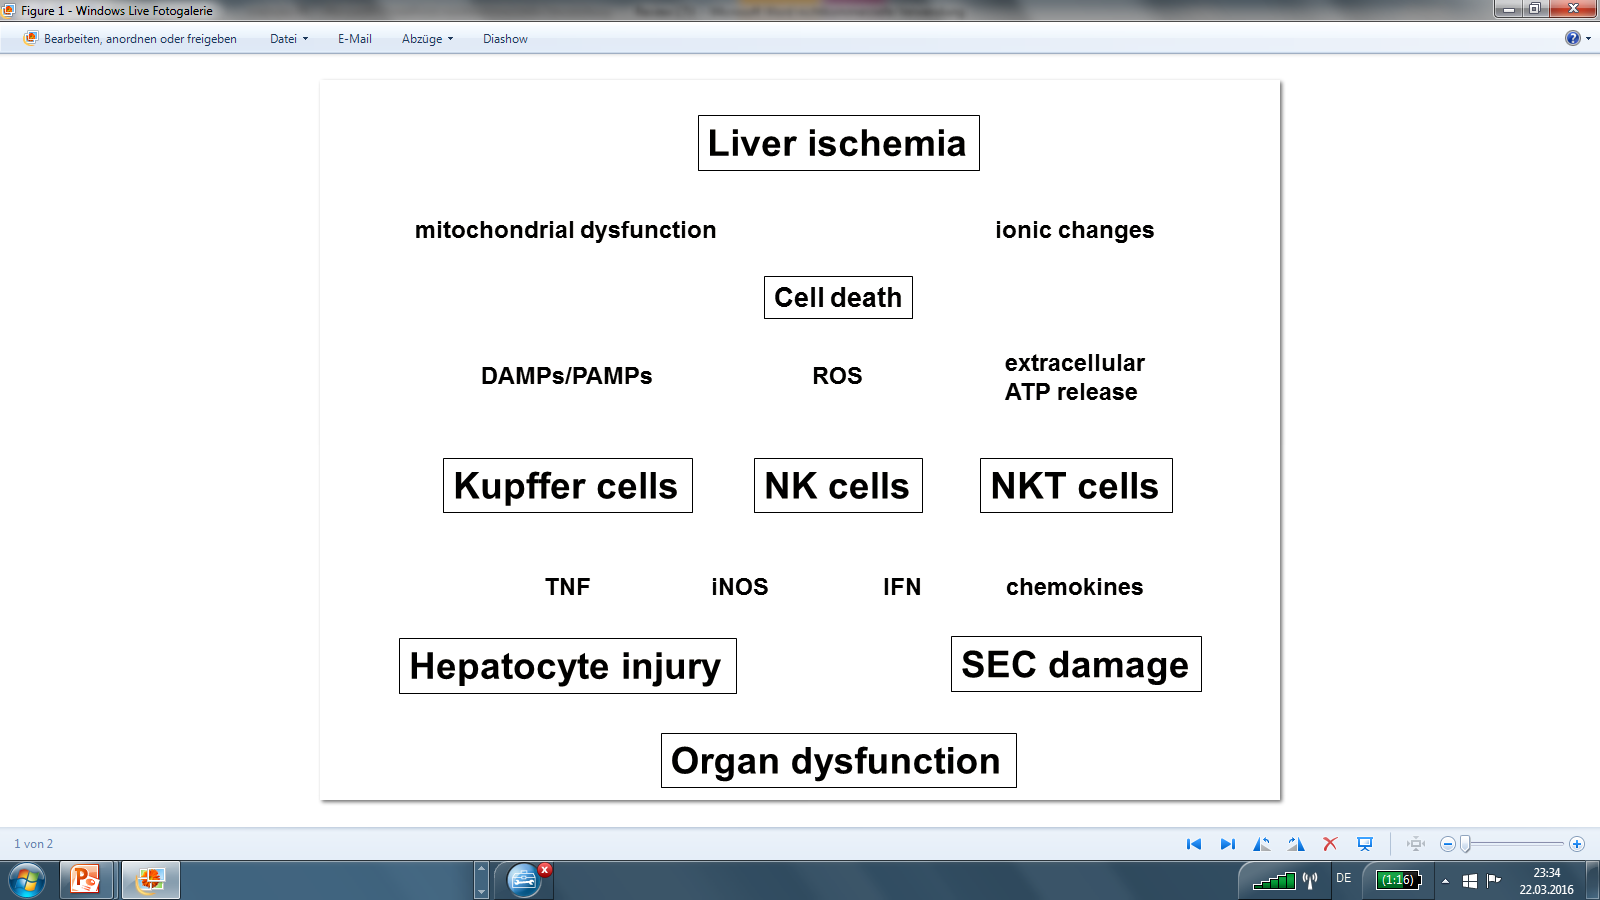 Figure 1 - Windows Live Fotogalerie
Bearbeiten, anordnen oder freigeben Datei E-Mail Abzüge Diashow
Liver ischemia
mitochondrial dysfunction ionic changes
Cell death
DAMPs/PAMPs ROS extracellular
ATP release
Kupffer cells NK cells NKT cells
TNF iNOS IFN chemokines
Hepatocyte injury SEC damage
Organ dysfunction
1 von 2
DE (1:16) 23:34
22.03.2016